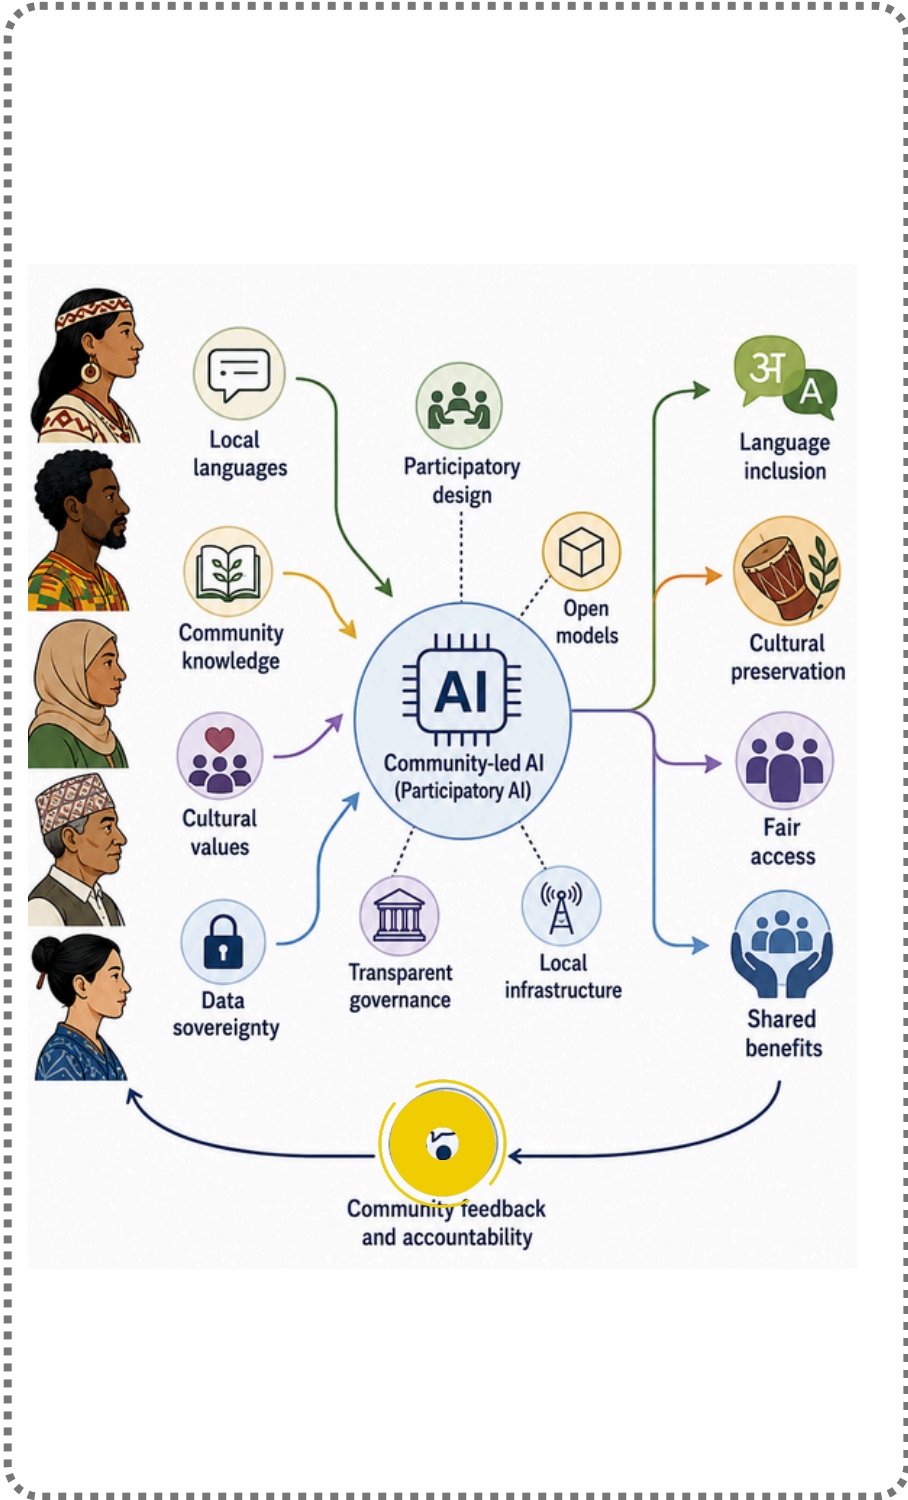 Local
languages
Community
knowledge
Cultural
values
Data
sovereignty
Participatory
design
Open
models
AI
Community-led AI
(Participatory AI)
Transparent
governance
Local
infrastructure
अ
A
Language
inclusion
Cultural
preservation
Fair
access
Shared
benefits
Community feedback
and accountability